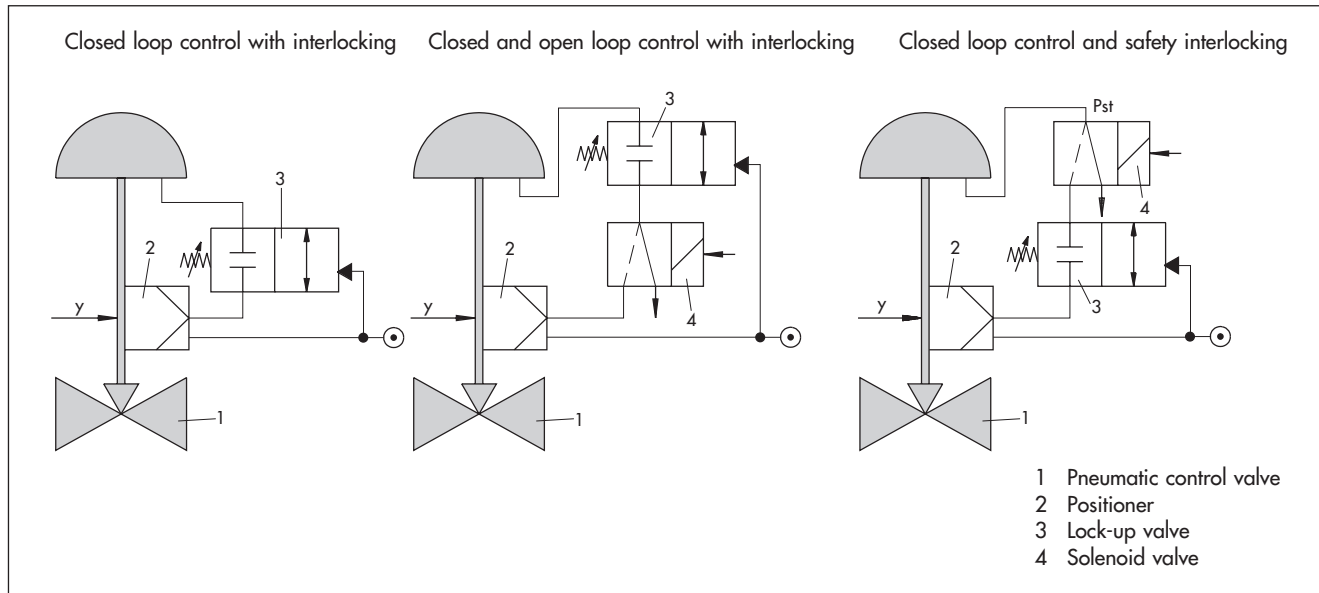 Closed loop control with interlocking
Closed and open loop control with interlocking
Closed loop control and safety interlocking
3
2
y
1
3
2
4
y
1
Pst
4
2
3
y
1
1 Pneumatic control valve
2 Positioner
3 Lock-up valve
4 Solenoid valve